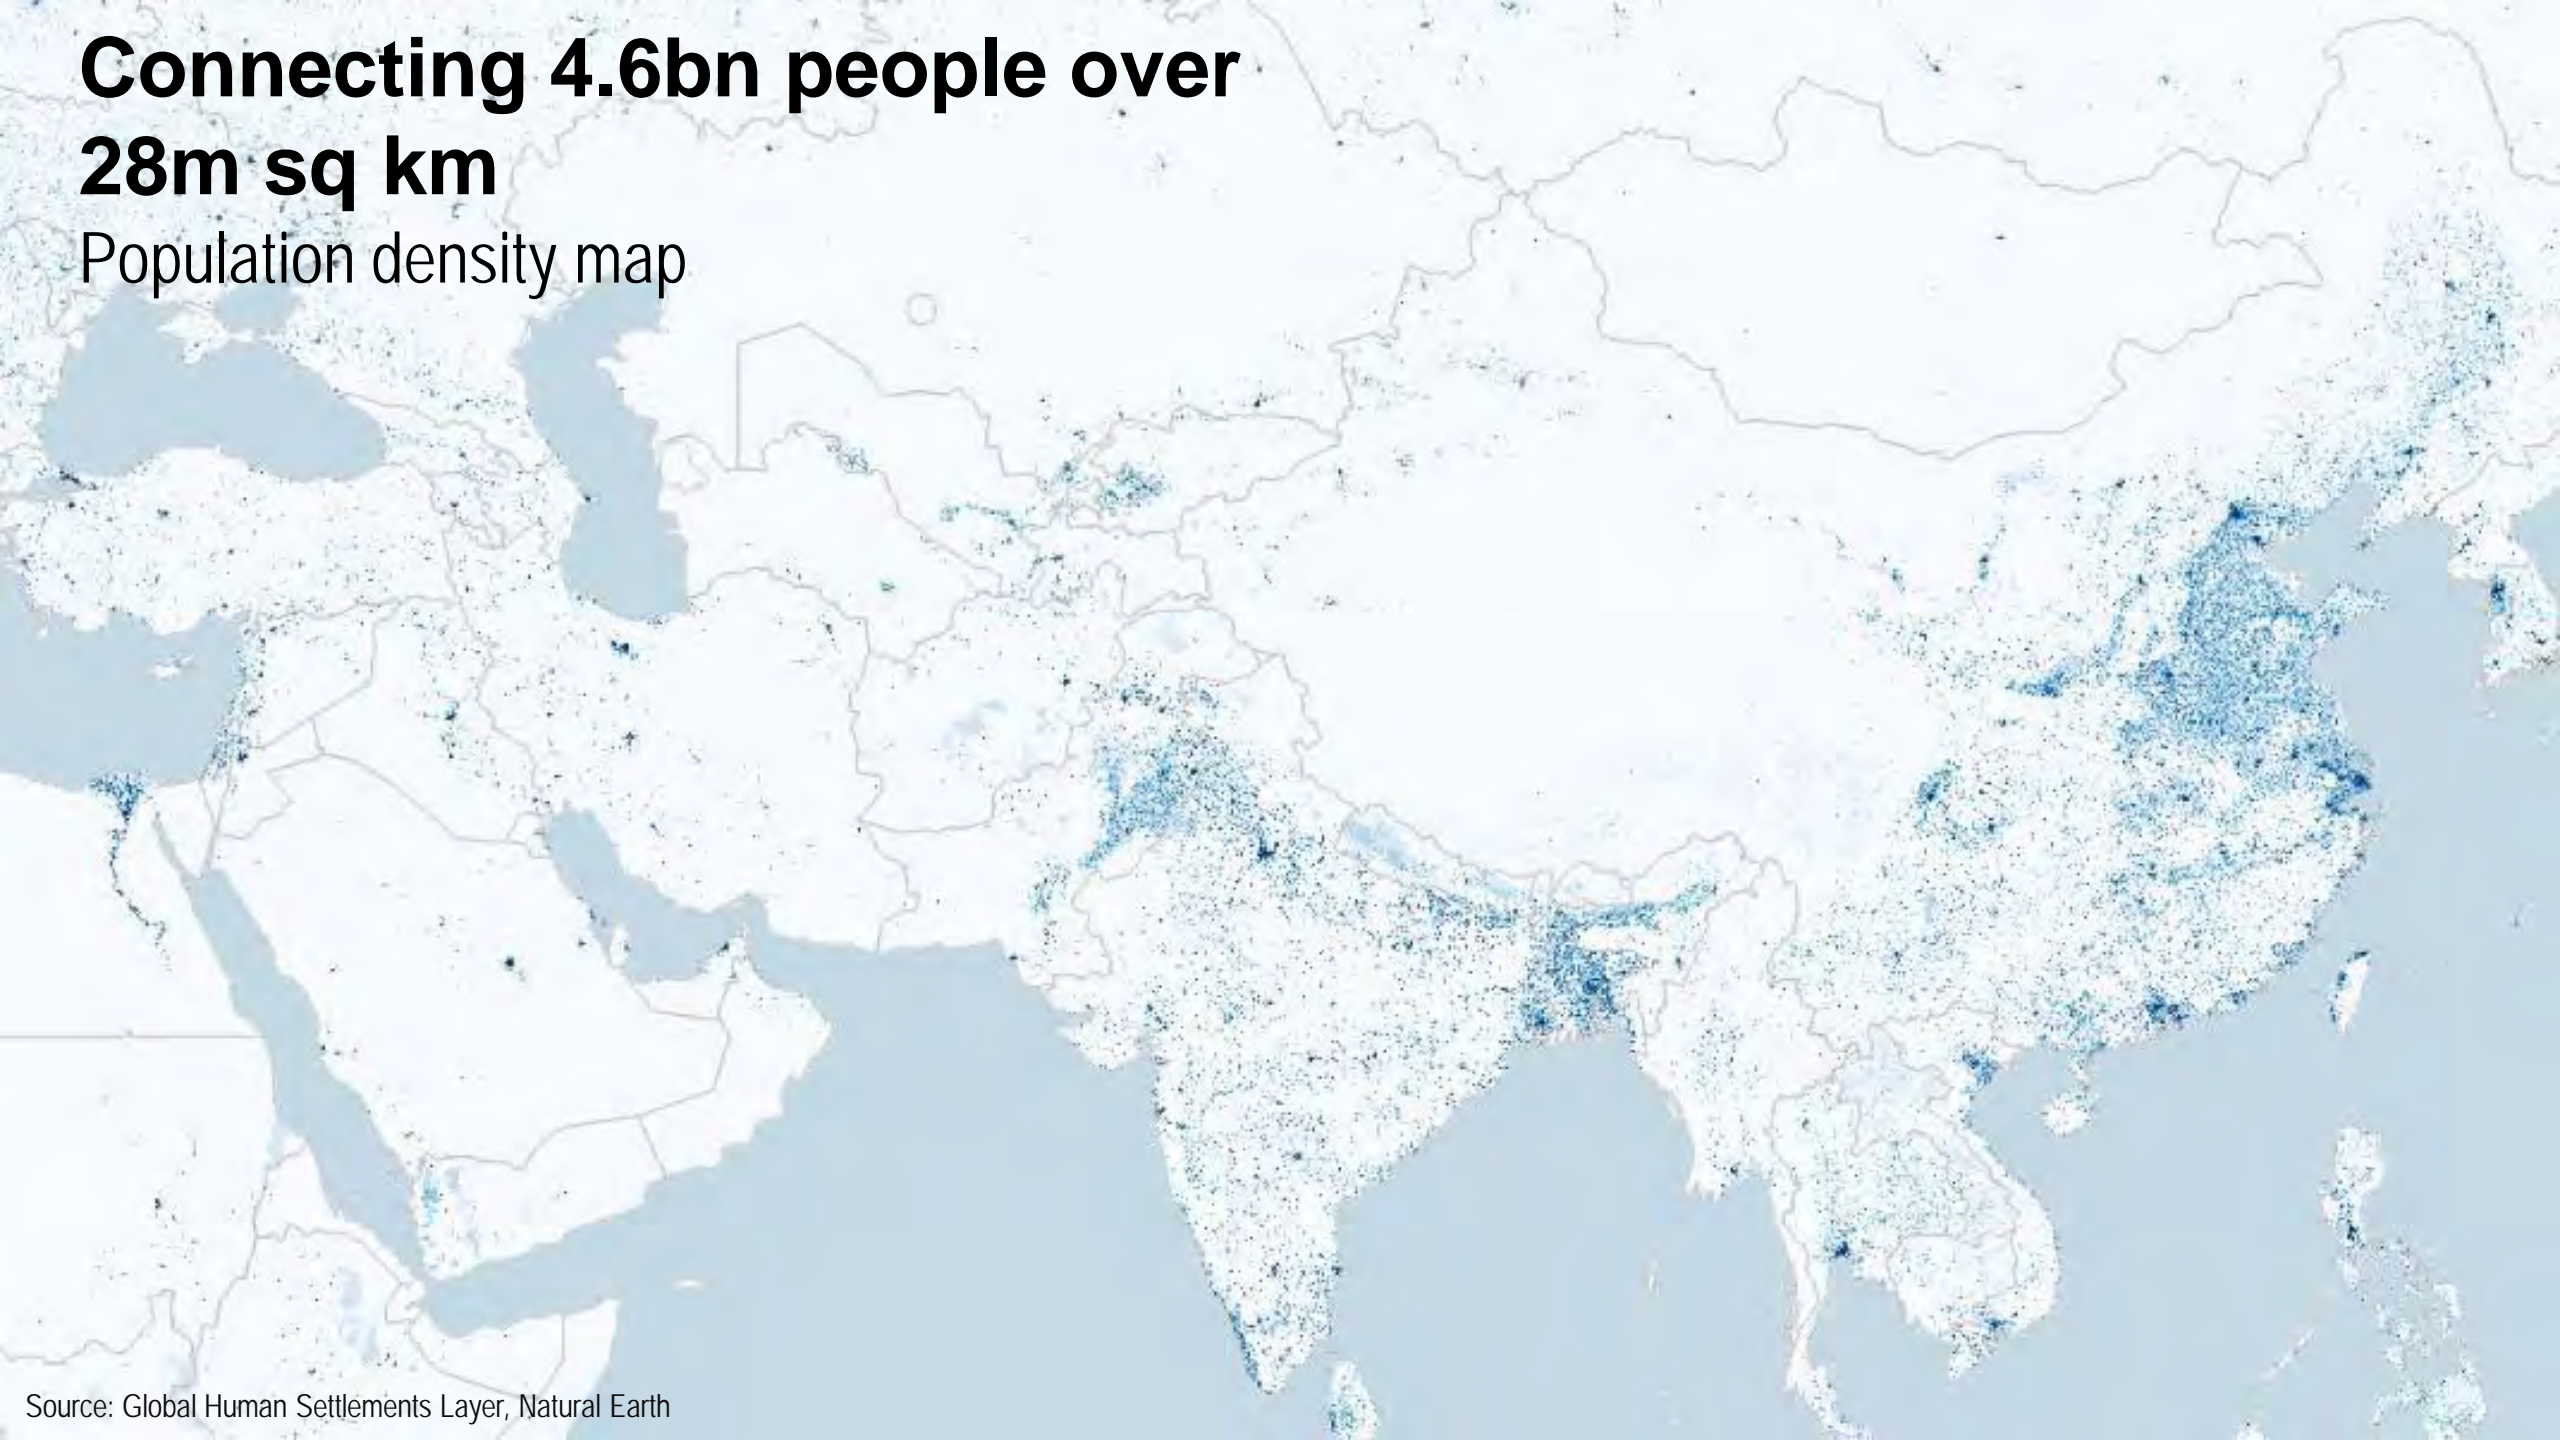 Connecting 4.6bn people over
28m sq km
Population density map
Source: Global Human Settlements Layer, Natural Earth